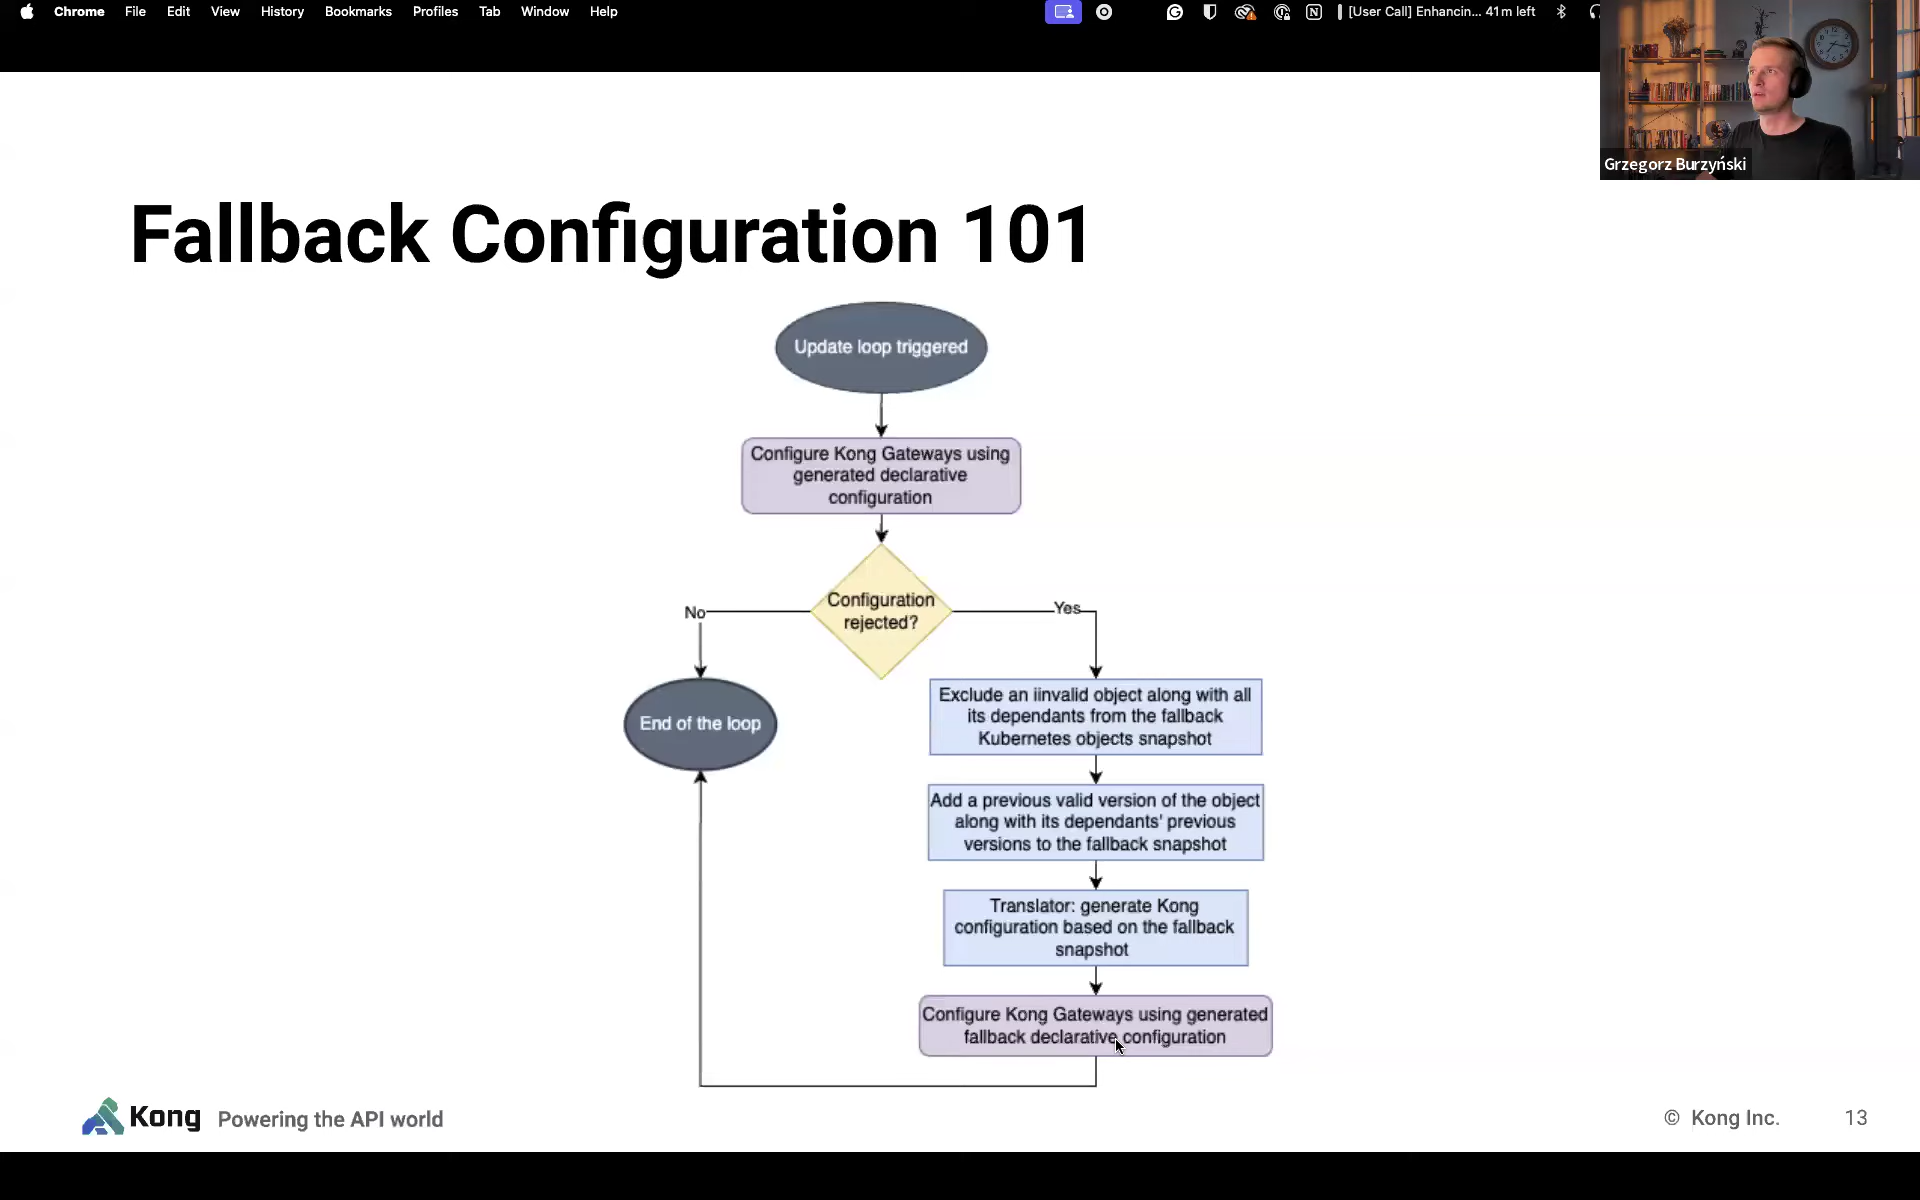 Chrome File Edit View History Bookmarks Profiles Tab Window Help
[User Call] Enhancin... 41 m left
Grzegorz Burzyński
Fallback Configuration 101
Update loop triggered
Configure Kong Gateways using
generated declarative
configuration
Configuration
rejected?
No
Yes
End of the loop
Exclude an iinvalid object along with all
its dependants from the fallback
Kubernetes objects snapshot
Add a previous valid version of the object
along with its dependants' previous
versions to the fallback snapshot
Translator: generate Kong
configuration based on the fallback
snapshot
Configure Kong Gateways using generated
fallback declarative configuration
Kong Powering the API world
© Kong Inc. 13